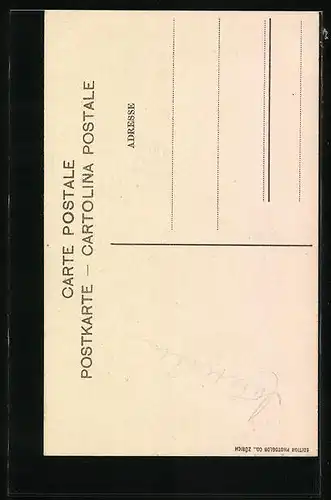 CARTE POSTALE
POSTKARTE — CARTOLINA POSTALE
ADRESSE
EDITION PHOTOGLOB CO., ZÜRICH